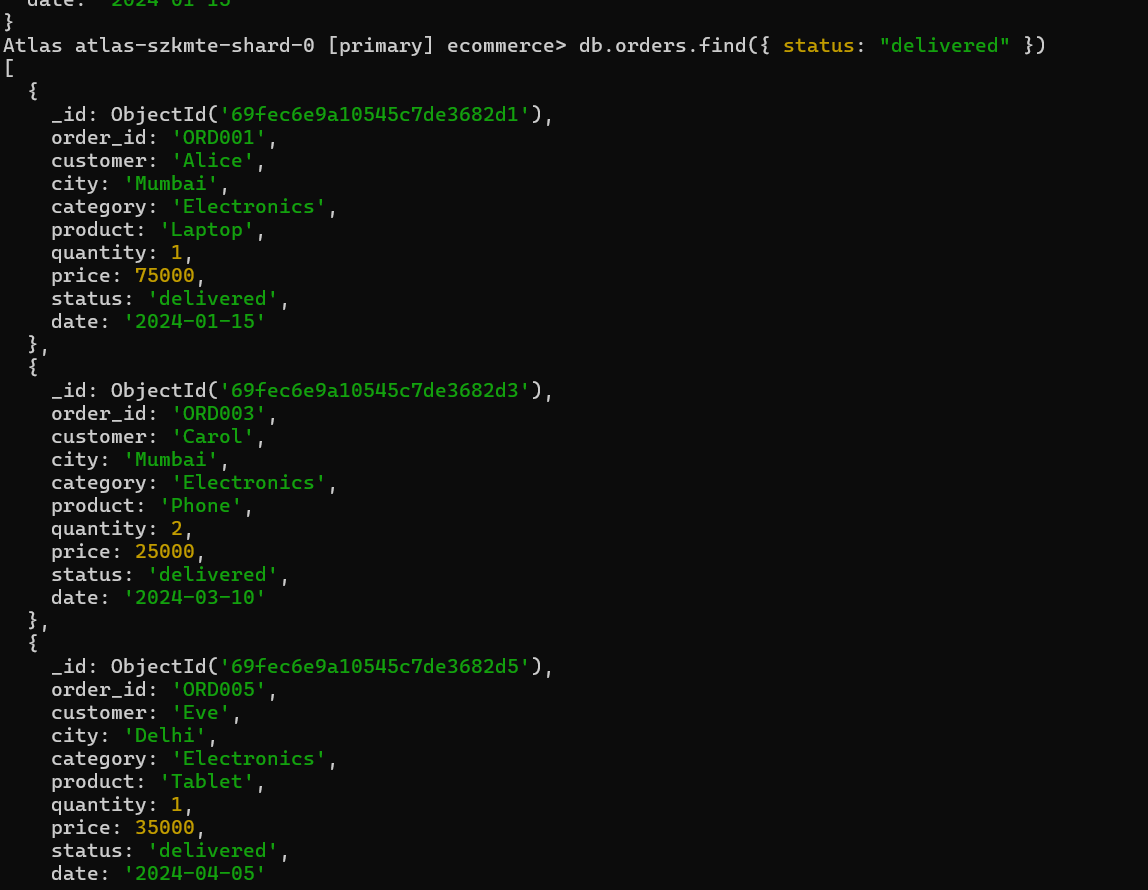 date: '2024-01-15'
}
Atlas atlas-szkmte-shard-0 [primary] ecommerce> db.orders.find({ status: "delivered" })
[
  {
    _id: ObjectId('69fec6e9a10545c7de3682d1'),
    order_id: 'ORD001',
    customer: 'Alice',
    city: 'Mumbai',
    category: 'Electronics',
    product: 'Laptop',
    quantity: 1,
    price: 75000,
    status: 'delivered',
    date: '2024-01-15'
  },
  {
    _id: ObjectId('69fec6e9a10545c7de3682d3'),
    order_id: 'ORD003',
    customer: 'Carol',
    city: 'Mumbai',
    category: 'Electronics',
    product: 'Phone',
    quantity: 2,
    price: 25000,
    status: 'delivered',
    date: '2024-03-10'
  },
  {
    _id: ObjectId('69fec6e9a10545c7de3682d5'),
    order_id: 'ORD005',
    customer: 'Eve',
    city: 'Delhi',
    category: 'Electronics',
    product: 'Tablet',
    quantity: 1,
    price: 35000,
    status: 'delivered',
    date: '2024-04-05'